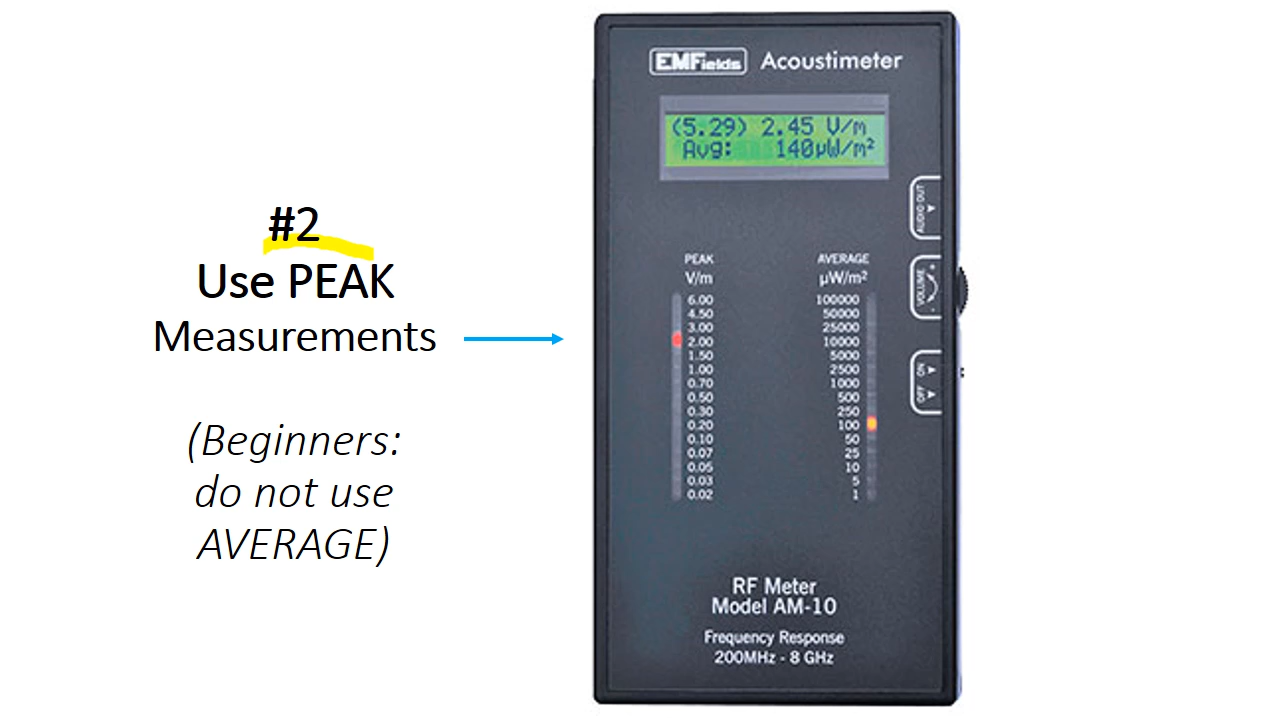 #2
Use PEAK
Measurements
(Beginners:
do not use
AVERAGE)
EMFields Acoustimeter
(5.29) 2.45 V/m
Avg: 140µW/m²
AUDIO OUT
VOLUME + -
ON
OFF
PEAK
V/m
6.00
4.50
3.00
2.00
1.50
1.00
0.70
0.50
0.30
0.20
0.10
0.07
0.05
0.03
0.02
AVERAGE
µW/m²
100000
50000
25000
10000
5000
2500
1000
500
250
100
50
25
10
5
1
RF Meter
Model AM-10
Frequency Response
200MHz - 8 GHz